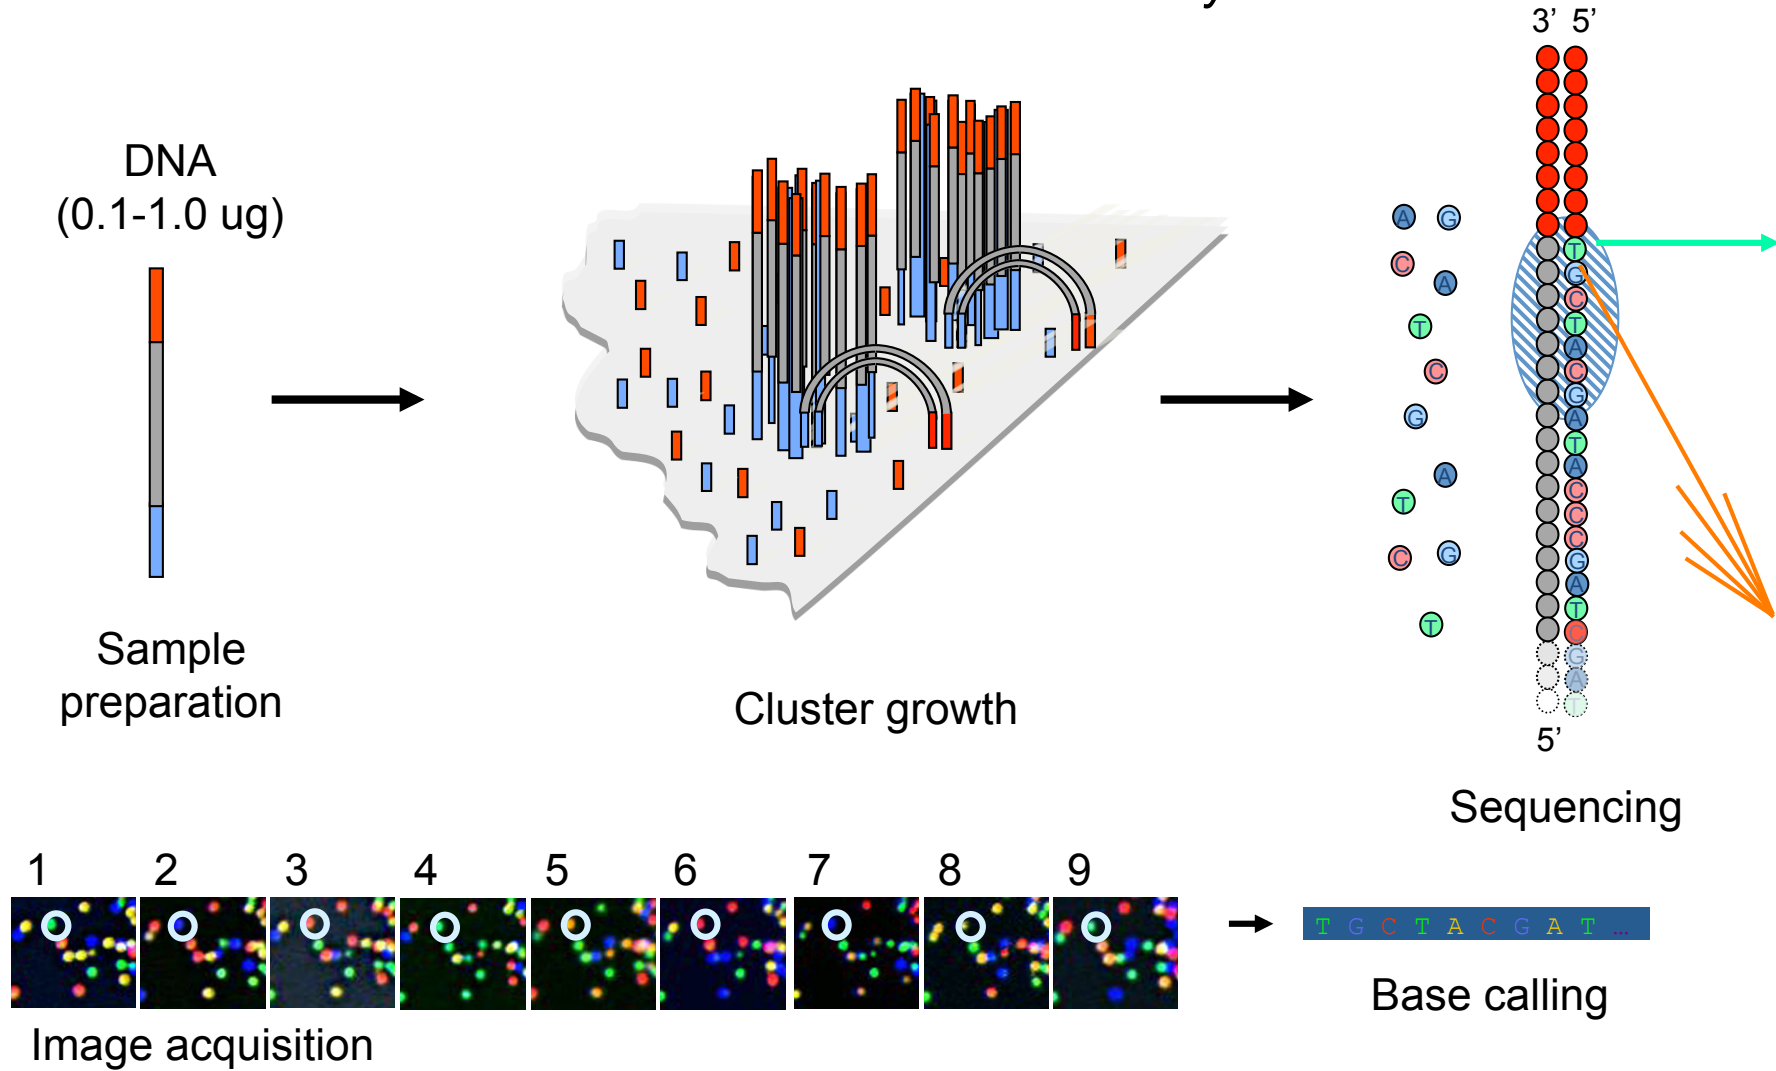 3’ 5’
DNA
(0.1-1.0 ug)
A G
C
A
T
C
G
A
T
C G
T
T
G
C
T
A
C
G
A
T
A
C
C
C
G
A
T
C
G
A
T
5’
Sample
preparation
Cluster growth
Sequencing
1 2 3 4 5 6 7 8 9
T G C T A C G A T ...
Base calling
Image acquisition